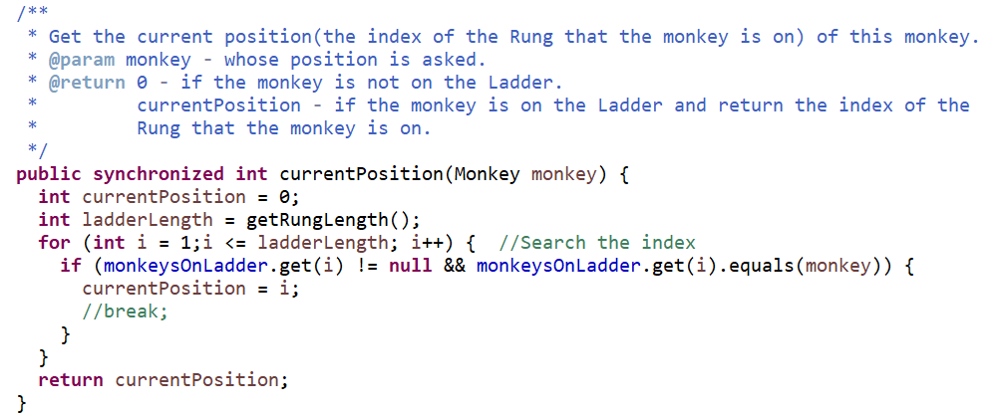 /**
 * Get the current position(the index of the Rung that the monkey is on) of this monkey.
 * @param monkey - whose position is asked.
 * @return 0 - if the monkey is not on the Ladder.
 *         currentPosition - if the monkey is on the Ladder and return the index of the
 *         Rung that the monkey is on.
 */
public synchronized int currentPosition(Monkey monkey) {
  int currentPosition = 0;
  int ladderLength = getRungLength();
  for (int i = 1;i <= ladderLength; i++) {  //Search the index
    if (monkeysOnLadder.get(i) != null && monkeysOnLadder.get(i).equals(monkey)) {
      currentPosition = i;
      //break;
    }
  }
  return currentPosition;
}